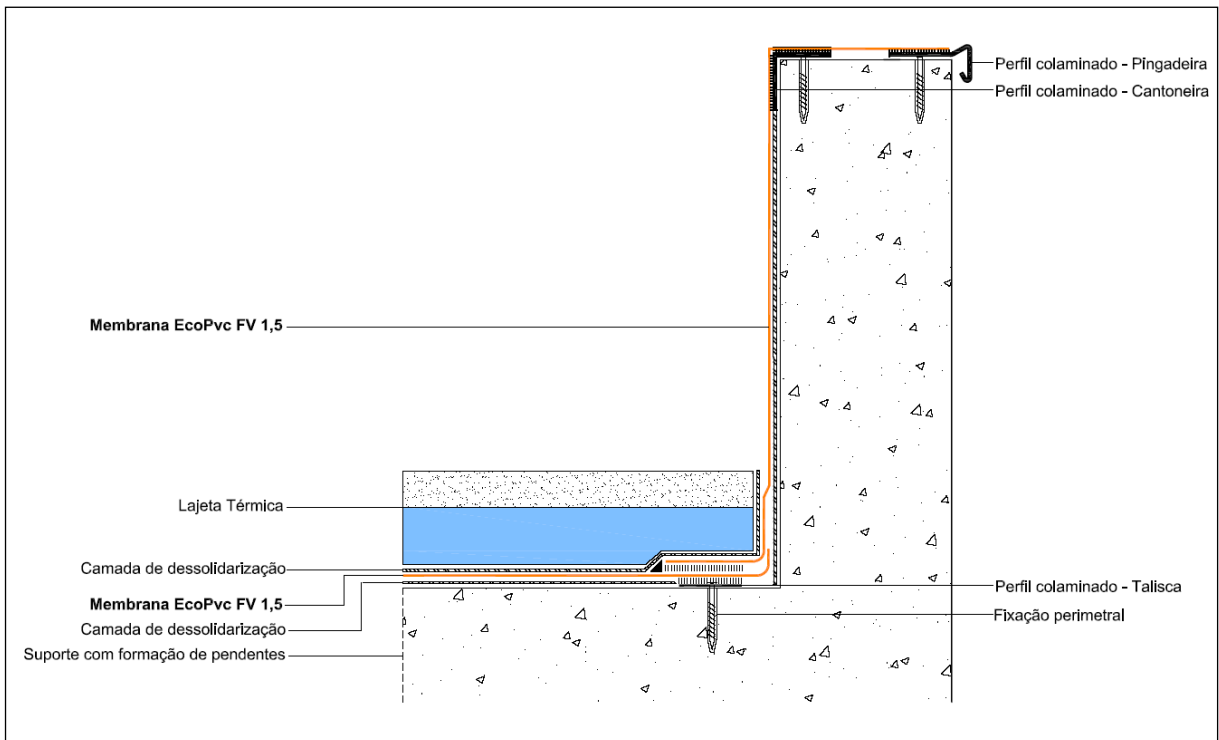 Perfil colaminado - Pingadeira
Perfil colaminado - Cantoneira
Membrana EcoPvc FV 1,5
Lajeta Térmica
Camada de dessolidarização
Membrana EcoPvc FV 1,5
Camada de dessolidarização
Suporte com formação de pendentes
Perfil colaminado - Talisca
Fixação perimetral